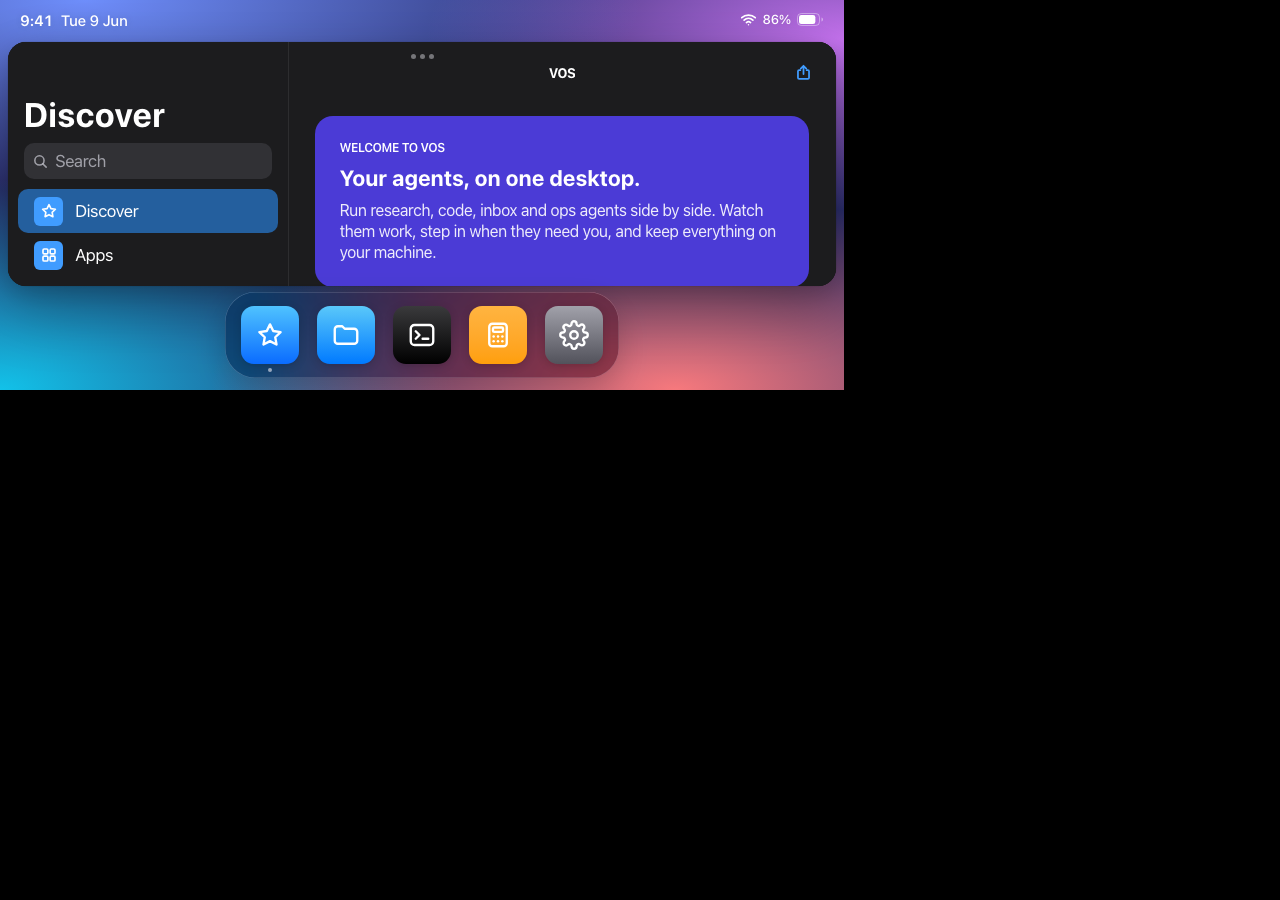 9:41 Tue 9 Jun
86%
VOS
Discover
Search
Discover
Apps
WELCOME TO VOS
Your agents, on one desktop.
Run research, code, inbox and ops agents side by side. Watch
them work, step in when they need you, and keep everything on
your machine.